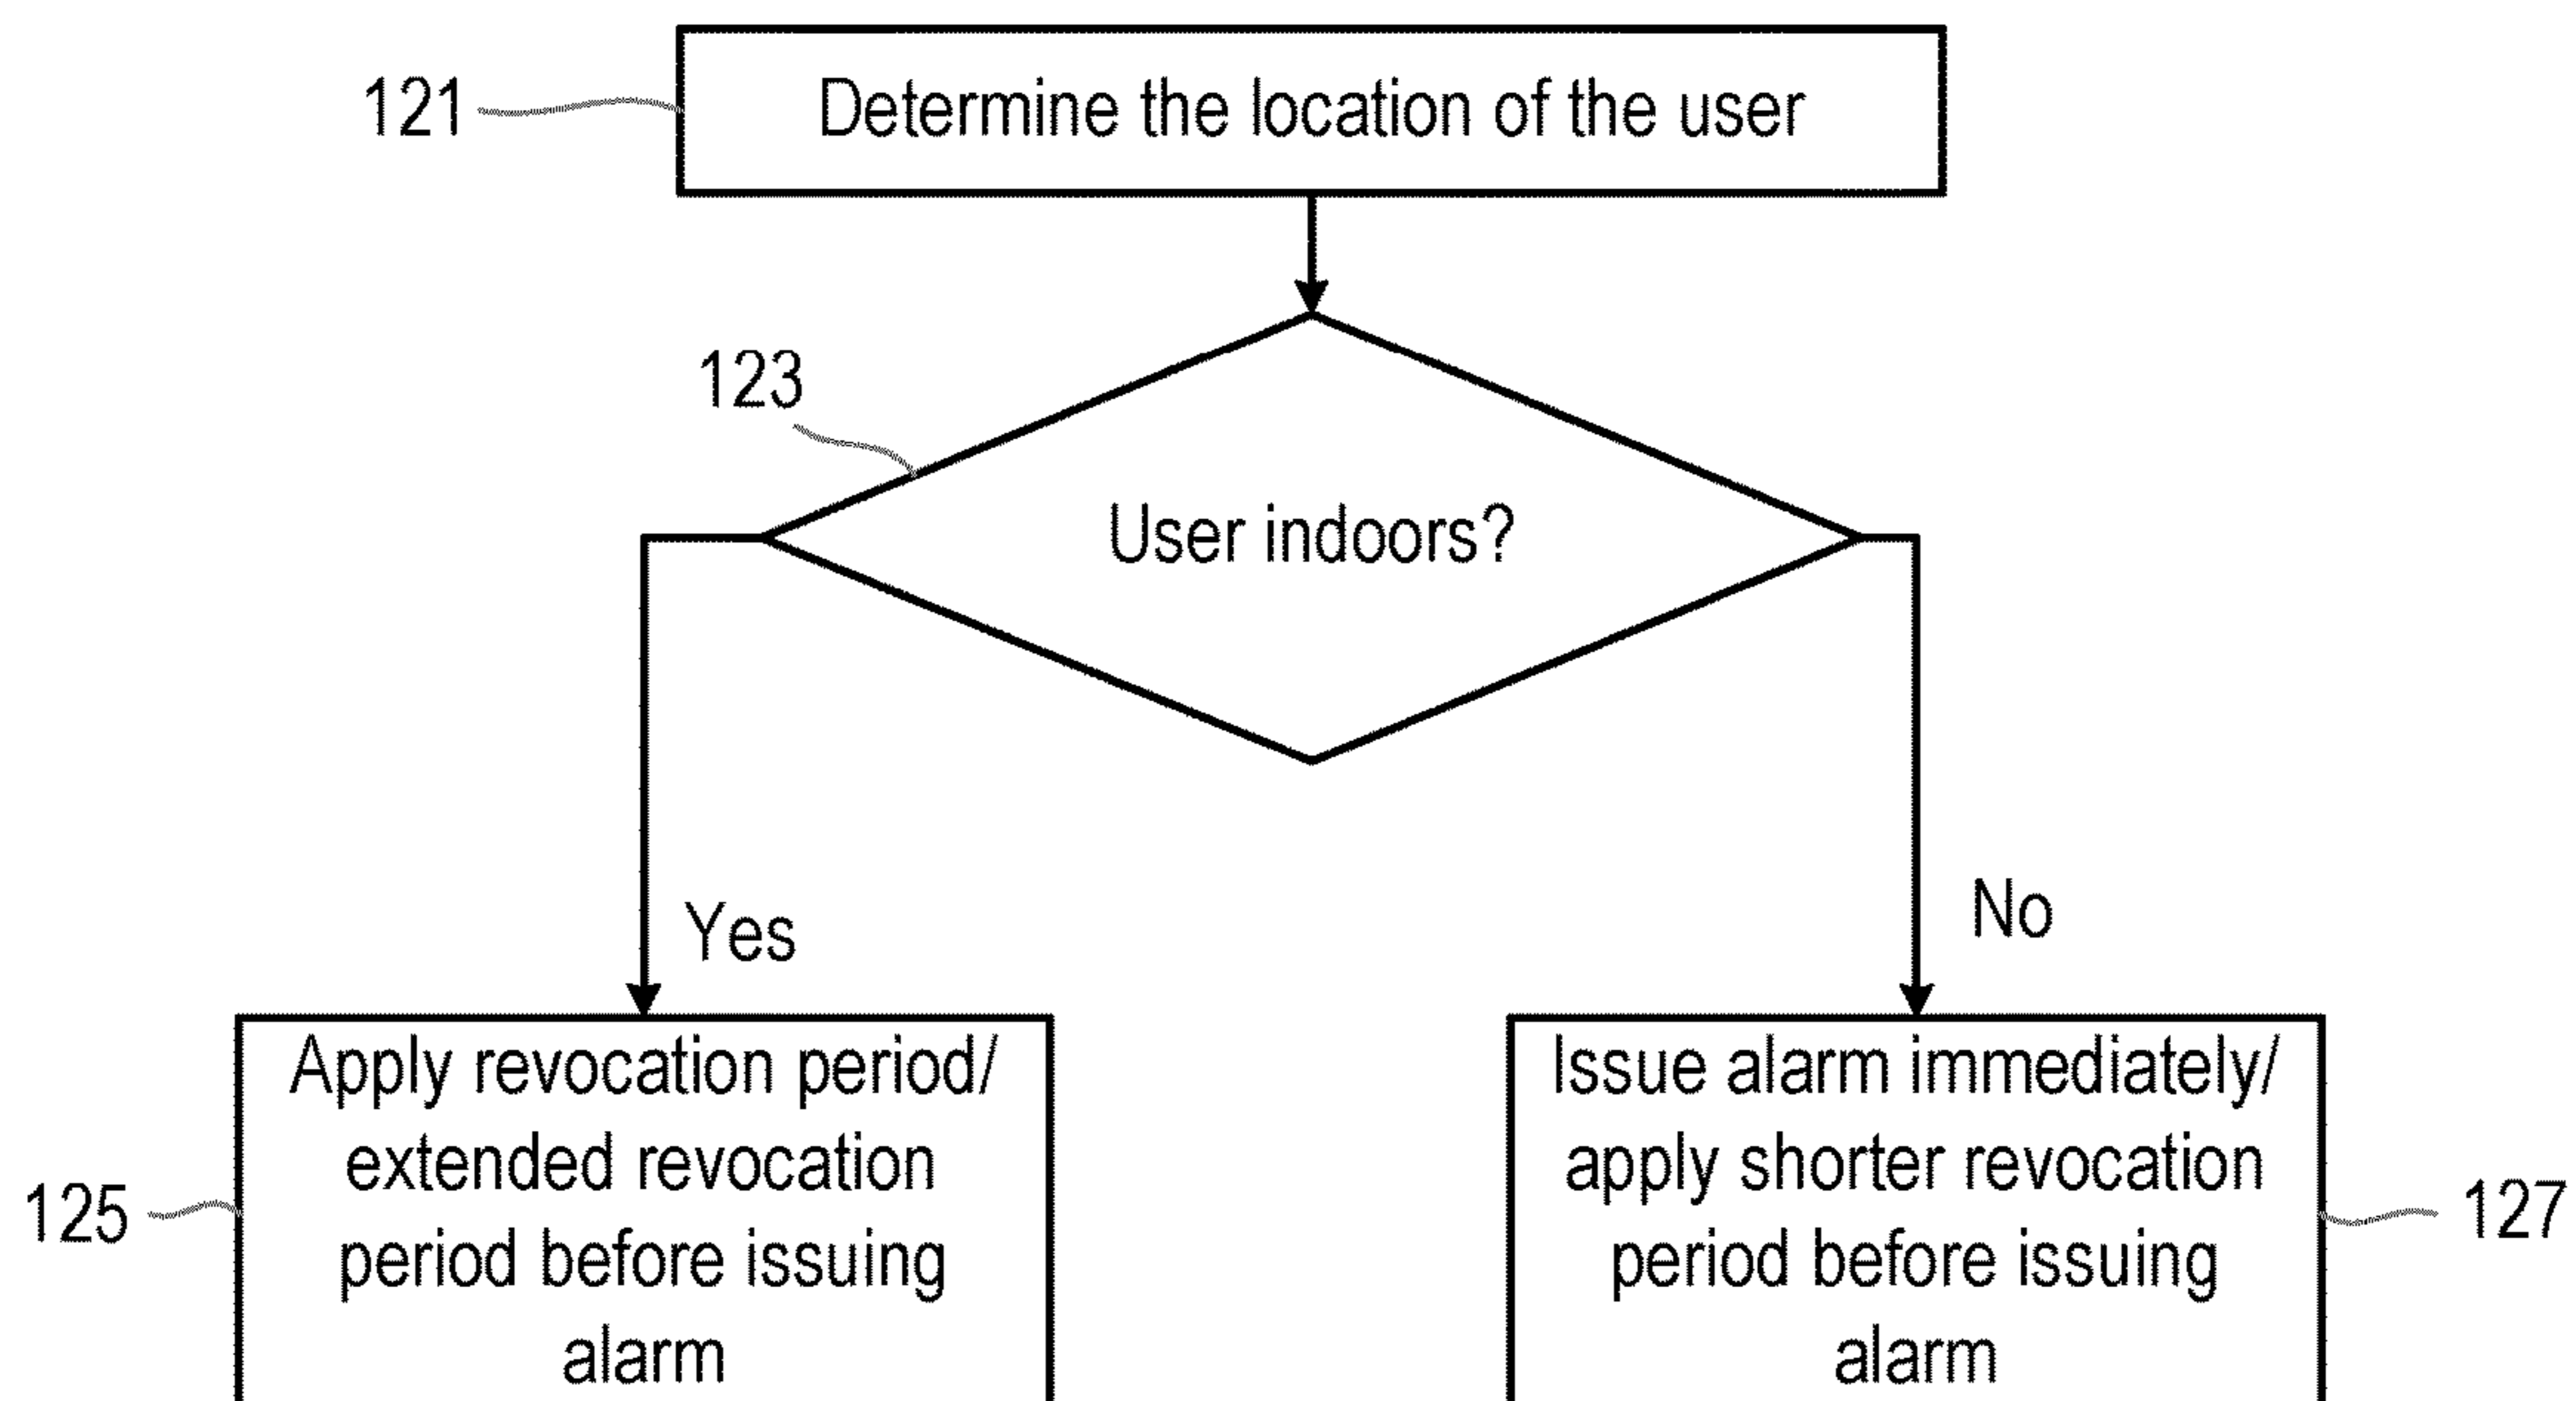 121
Determine the location of the user
123
User indoors?
Yes
No
125
Apply revocation period/
extended revocation
period before issuing
alarm
Issue alarm immediately/
apply shorter revocation
period before issuing
alarm
127